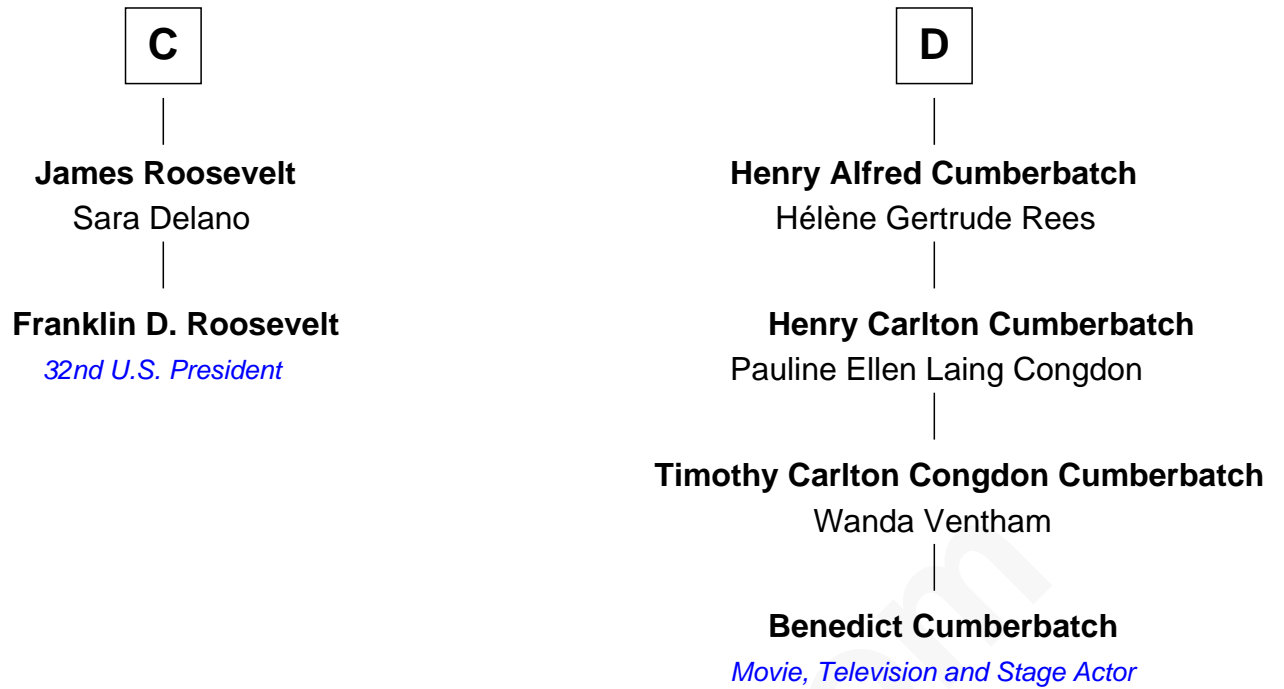 C
James Roosevelt
Sara Delano
Franklin D. Roosevelt
32nd U.S. President
D
Henry Alfred Cumberbatch
Hélène Gertrude Rees
Henry Carlton Cumberbatch
Pauline Ellen Laing Congdon
Timothy Carlton Congdon Cumberbatch
Wanda Ventham
Benedict Cumberbatch
Movie, Television and Stage Actor